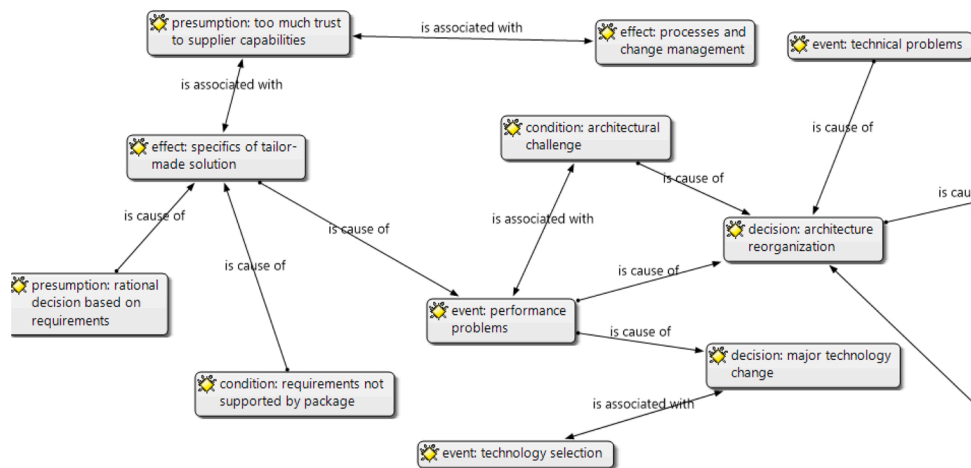 presumption: too much trust
to supplier capabilities
is associated with
effect: processes and
change management
event: technical problems
is associated with
is cause of
effect: specifics of tailor-
made solution
condition: architectural
challenge
is cause of
is cause of
is cause of
is associated with
is cause of
decision: architecture
reorganization
is cause of
is cause of
presumption: rational
decision based on
requirements
event: performance
problems
is cause of
decision: major technology
change
condition: requirements not
supported by package
is associated with
event: technology selection